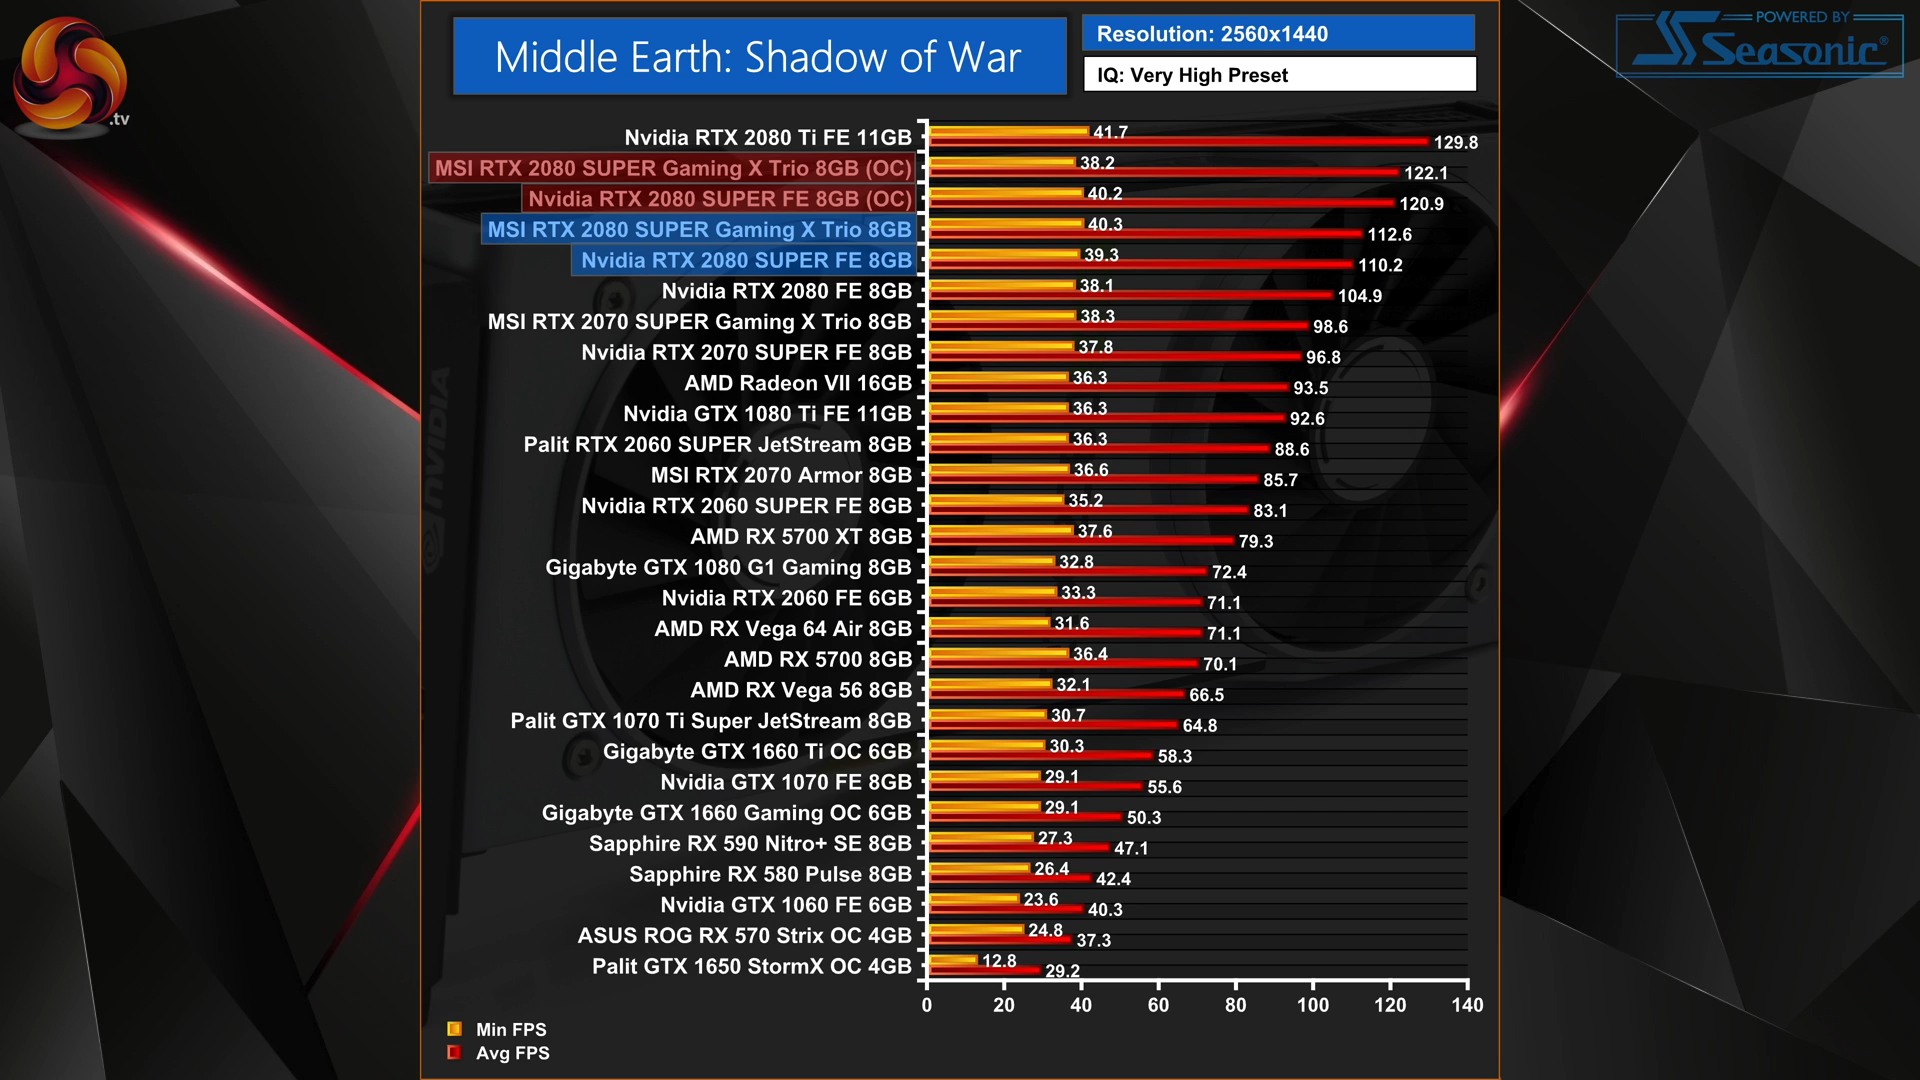 .tv
Middle Earth: Shadow of War
Resolution: 2560x1440
IQ: Very High Preset
POWERED BY
Seasonic®
Nvidia RTX 2080 Ti FE 11GB 41.7 129.8
MSI RTX 2080 SUPER Gaming X Trio 8GB (OC) 38.2 122.1
Nvidia RTX 2080 SUPER FE 8GB (OC) 40.2 120.9
MSI RTX 2080 SUPER Gaming X Trio 8GB 40.3 112.6
Nvidia RTX 2080 SUPER FE 8GB 39.3 110.2
Nvidia RTX 2080 FE 8GB 38.1 104.9
MSI RTX 2070 SUPER Gaming X Trio 8GB 38.3 98.6
Nvidia RTX 2070 SUPER FE 8GB 37.8 96.8
AMD Radeon VII 16GB 36.3 93.5
Nvidia GTX 1080 Ti FE 11GB 36.3 92.6
Palit RTX 2060 SUPER JetStream 8GB 36.3 88.6
MSI RTX 2070 Armor 8GB 36.6 85.7
Nvidia RTX 2060 SUPER FE 8GB 35.2 83.1
AMD RX 5700 XT 8GB 37.6 79.3
Gigabyte GTX 1080 G1 Gaming 8GB 32.8 72.4
Nvidia RTX 2060 FE 6GB 33.3 71.1
AMD RX Vega 64 Air 8GB 31.6 71.1
AMD RX 5700 8GB 36.4 70.1
AMD RX Vega 56 8GB 32.1 66.5
Palit GTX 1070 Ti Super JetStream 8GB 30.7 64.8
Gigabyte GTX 1660 Ti OC 6GB 30.3 58.3
Nvidia GTX 1070 FE 8GB 29.1 55.6
Gigabyte GTX 1660 Gaming OC 6GB 29.1 50.3
Sapphire RX 590 Nitro+ SE 8GB 27.3 47.1
Sapphire RX 580 Pulse 8GB 26.4 42.4
Nvidia GTX 1060 FE 6GB 23.6 40.3
ASUS ROG RX 570 Strix OC 4GB 24.8 37.3
Palit GTX 1650 StormX OC 4GB 12.8 29.2
0 20 40 60 80 100 120 140
Min FPS
Avg FPS
NVIDIA